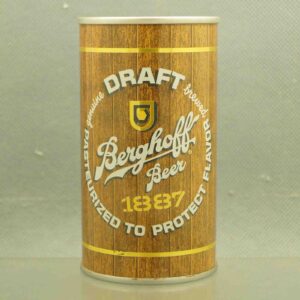 genuine DRAFT brewed
Berghoff
Beer
1887
PASTEURIZED TO PROTECT FLAVOR